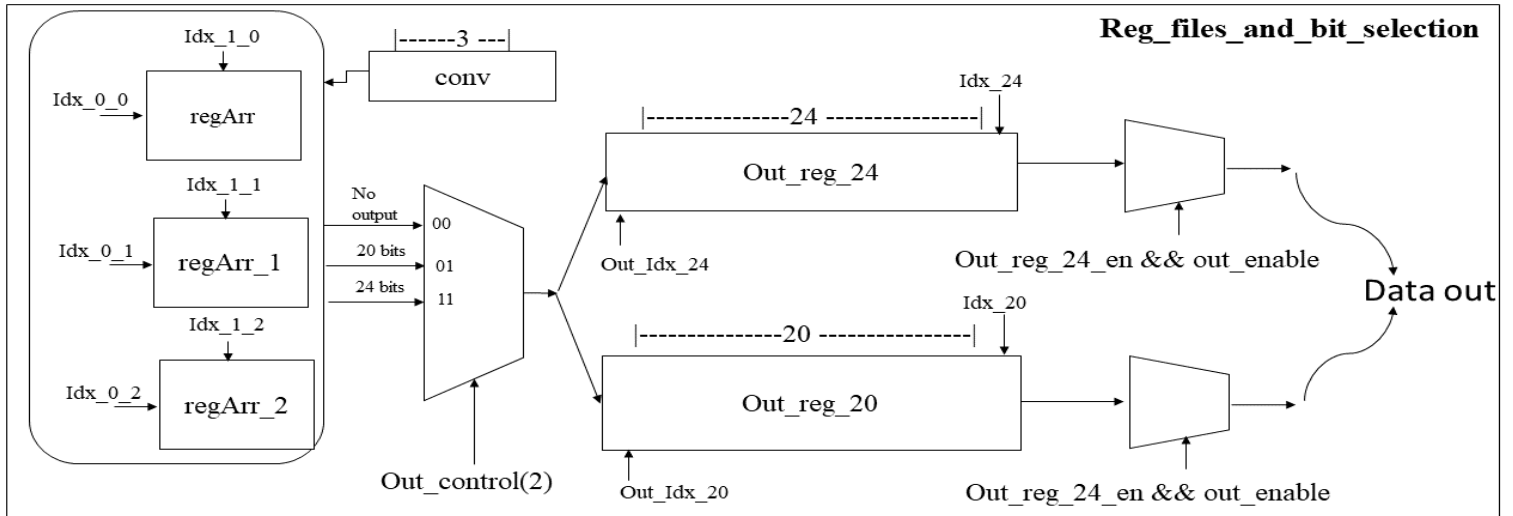 Reg_files_and_bit_selection
Idx_1_0
|------3 ---|
conv
Idx_0_0
regArr
Idx_1_1
Idx_0_1
regArr_1
Idx_1_2
Idx_0_2
regArr_2
No
output
20 bits
24 bits
00
01
11
Out_control(2)
Idx_24
|--------------24 ---------------|
Out_reg_24
Out_Idx_24
Out_reg_24_en && out_enable
Idx_20
|--------------20 ---------------|
Out_reg_20
Out_Idx_20
Out_reg_24_en && out_enable
Data out